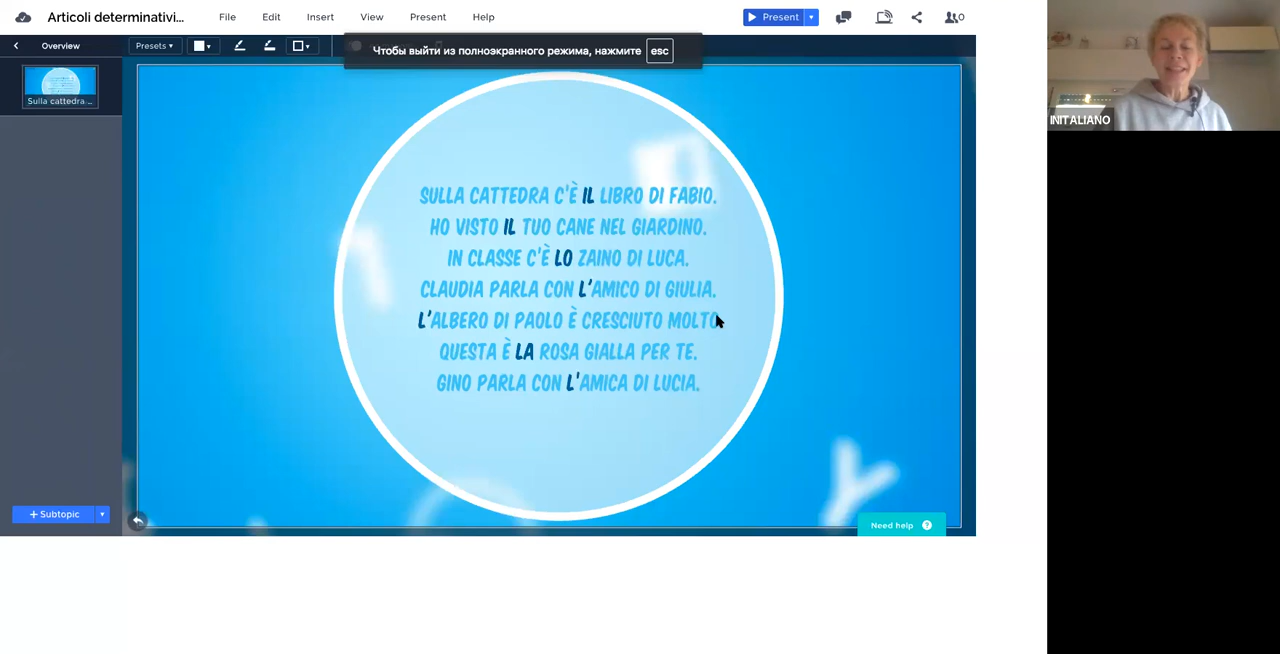 Articoli determinativi...
File
Edit
Insert
View
Present
Help
Present
0
Overview
Presets
Чтобы выйти из полноэкранного режима, нажмите esc
Sulla cattedra ...
INITALIANO
SULLA CATTEDRA C'È IL LIBRO DI FABIO.
HO VISTO IL TUO CANE NEL GIARDINO.
IN CLASSE C'È LO ZAINO DI LUCA.
CLAUDIA PARLA CON L'AMICO DI GIULIA.
L'ALBERO DI PAOLO È CRESCIUTO MOLTO
QUESTA È LA ROSA GIALLA PER TE.
GINO PARLA CON L'AMICA DI LUCIA.
+ Subtopic
Need help ?